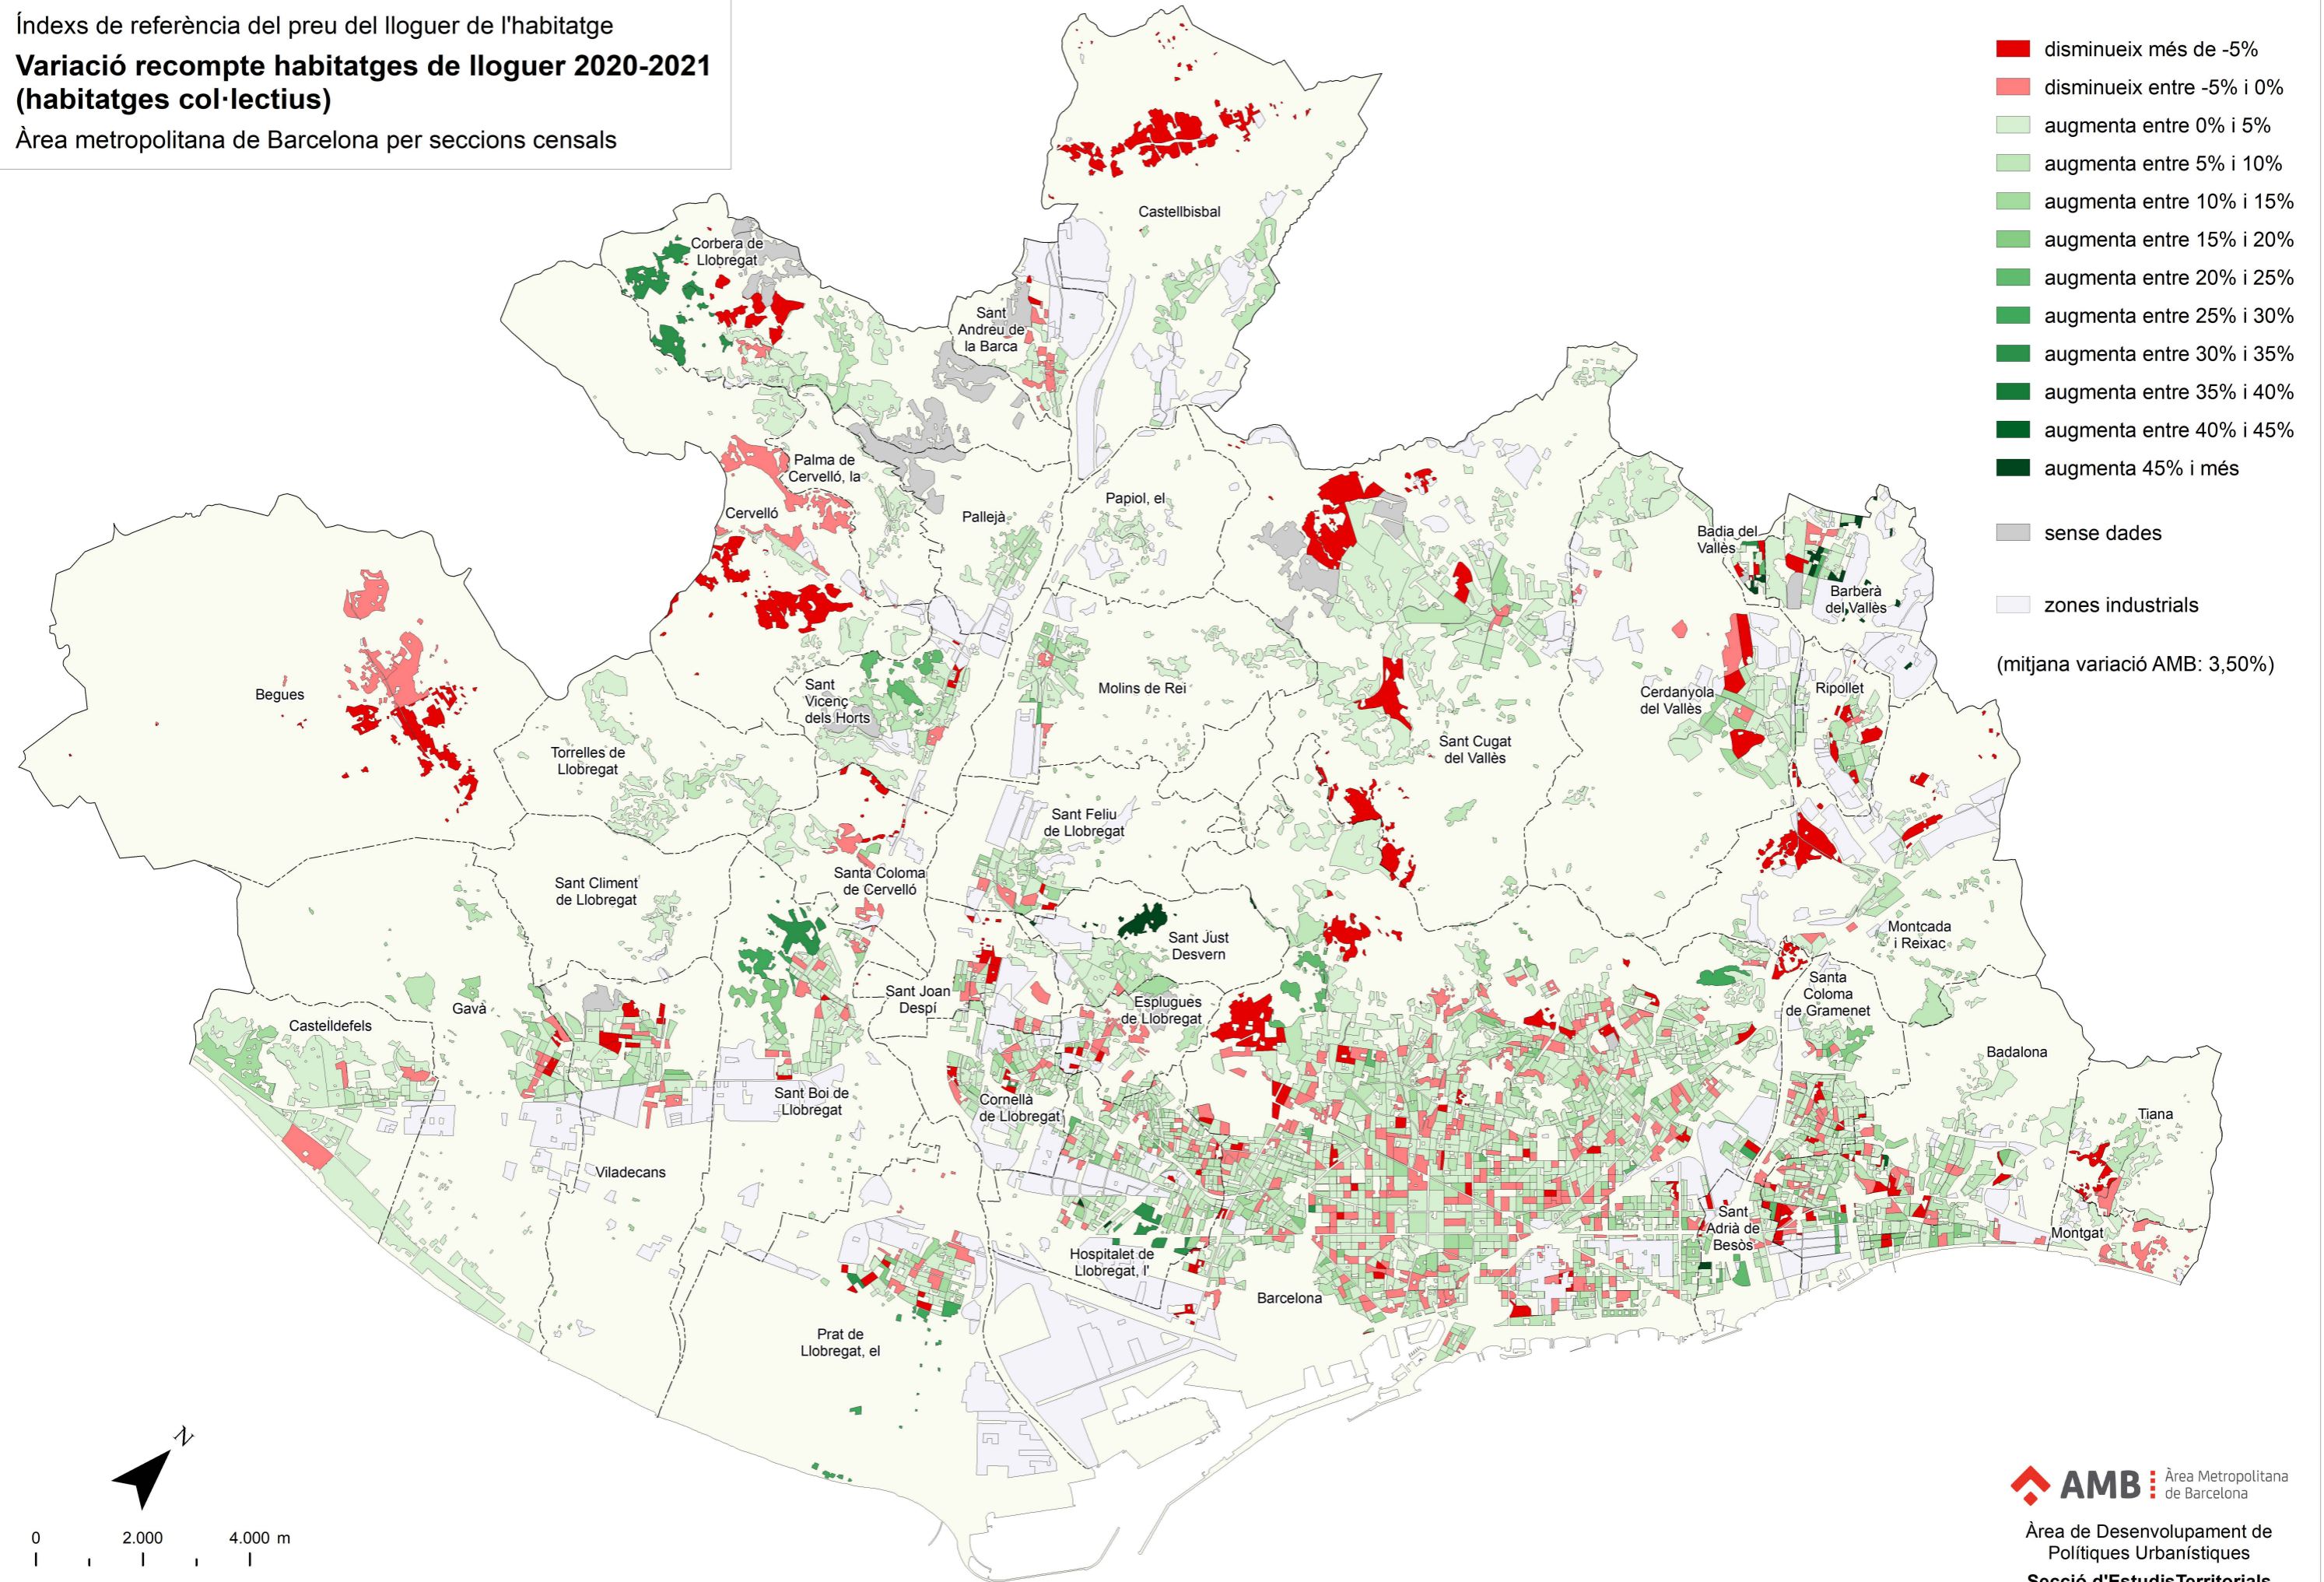 Índexs de referència del preu del lloguer de l'habitatge
Variació recompte habitatges de lloguer 2020-2021
(habitatges col·lectius)
Àrea metropolitana de Barcelona per seccions censals
disminueix més de -5%
disminueix entre -5% i 0%
augmenta entre 0% i 5%
augmenta entre 5% i 10%
augmenta entre 10% i 15%
augmenta entre 15% i 20%
augmenta entre 20% i 25%
augmenta entre 25% i 30%
augmenta entre 30% i 35%
augmenta entre 35% i 40%
augmenta entre 40% i 45%
augmenta 45% i més
sense dades
zones industrials
(mitjana variació AMB: 3,50%)
Castellbisbal
Corbera de
Llobregat
Sant
Andreu de
la Barca
Palma de
Cervelló, la
Cervelló
Pallejà
Papiol, el
Badia del
Vallès
Barberà
del Vallès
Begues
Sant
Vicenç
dels Horts
Molins de Rei
Cerdanyola
del Vallès
Ripollet
Torrelles de
Llobregat
Sant Cugat
del Vallès
Sant Feliu
de Llobregat
Sant Climent
de Llobregat
Santa Coloma
de Cervelló
Sant Just
Desvern
Montcada
i Reixac
Gavà
Castelldefels
Sant Joan
Despí
Esplugues
de Llobregat
Santa
Coloma
de Gramenet
Badalona
Sant Boi de
Llobregat
Cornellà
de Llobregat
Tiana
Viladecans
Sant
Adrià de
Besòs
Montgat
Hospitalet de
Llobregat, l'
Barcelona
Prat de
Llobregat, el
N
0 2.000 4.000 m
AMB Àrea Metropolitana
de Barcelona
Àrea de Desenvolupament de
Polítiques Urbanístiques
Secció d'EstudisTerritorials